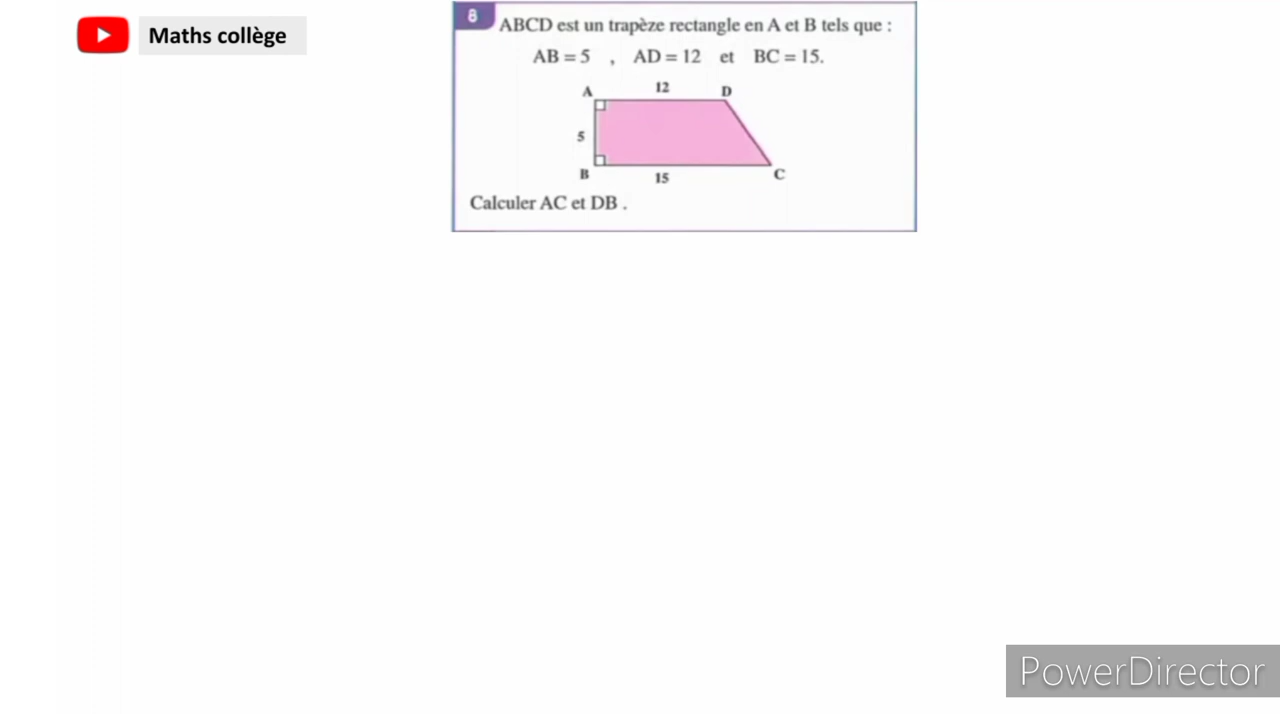 Maths collège
8
ABCD est un trapèze rectangle en A et B tels que :
AB = 5 , AD = 12 et BC = 15.
A 12 D
5
B 15 C
Calculer AC et DB .
PowerDirector